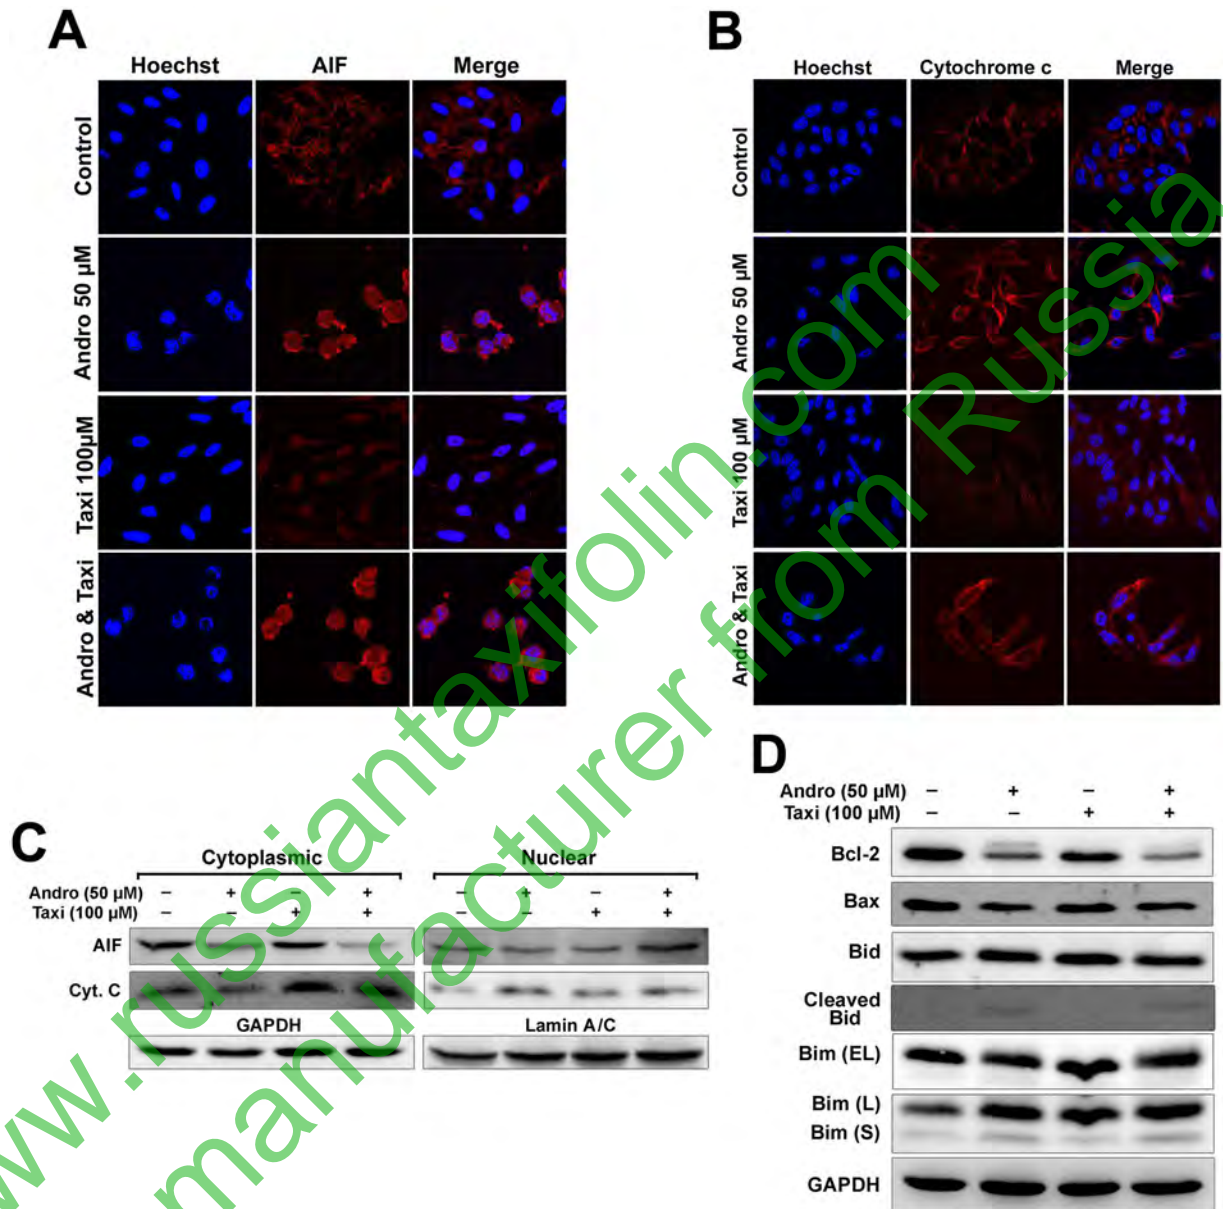 A
Hoechst AIF Merge
Control
Andro 50 µM
Taxi 100µM
Andro & Taxi
B
Hoechst Cytochrome c Merge
Control
Andro 50 µM
Taxi 100 µM
Andro & Taxi
C
Cytoplasmic Nuclear
Andro (50 µM) – + – + – + – +
Taxi (100 µM) – – + + – – + +
AIF
Cyt. C
GAPDH Lamin A/C
D
Andro (50 µM) – + – +
Taxi (100 µM) – – + +
Bcl-2
Bax
Bid
Cleaved
Bid
Bim (EL)
Bim (L)
Bim (S)
GAPDH
ww.russiantaxifolin.com
manufacturer from Russia